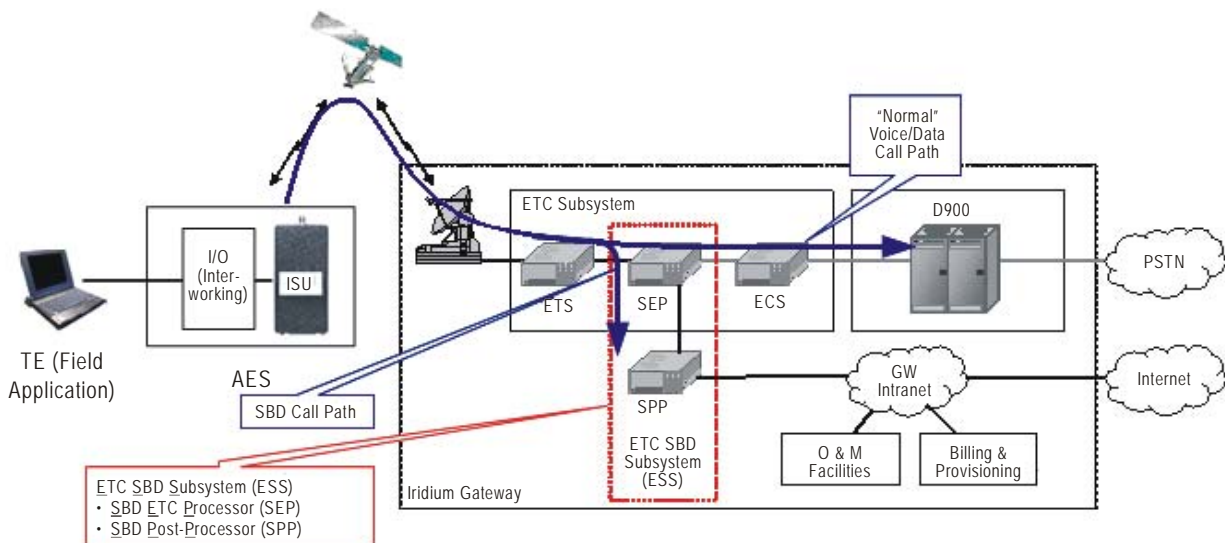 "Normal"
Voice/Data
Call Path
ETC Subsystem
D900
I/O
(Inter-
working)
ISU
ETS
SEP
ECS
PSTN
TE (Field
Application)
AES
SBD Call Path
SPP
GW
Intranet
Internet
ETC SBD
Subsystem
(ESS)
O & M
Facilities
Billing &
Provisioning
Iridium Gateway
ETC SBD Subsystem (ESS)
• SBD ETC Processor (SEP)
• SBD Post-Processor (SPP)